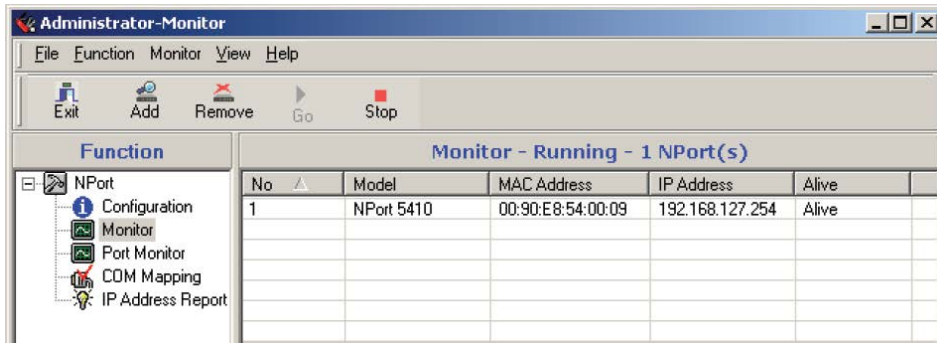 Administrator-Monitor
File Function Monitor View Help
Exit Add Remove Go Stop
Function
Monitor - Running - 1 NPort(s)
NPort
Configuration
Monitor
Port Monitor
COM Mapping
IP Address Report
No Model MAC Address IP Address Alive
1 NPort 5410 00:90:E8:54:00:09 192.168.127.254 Alive